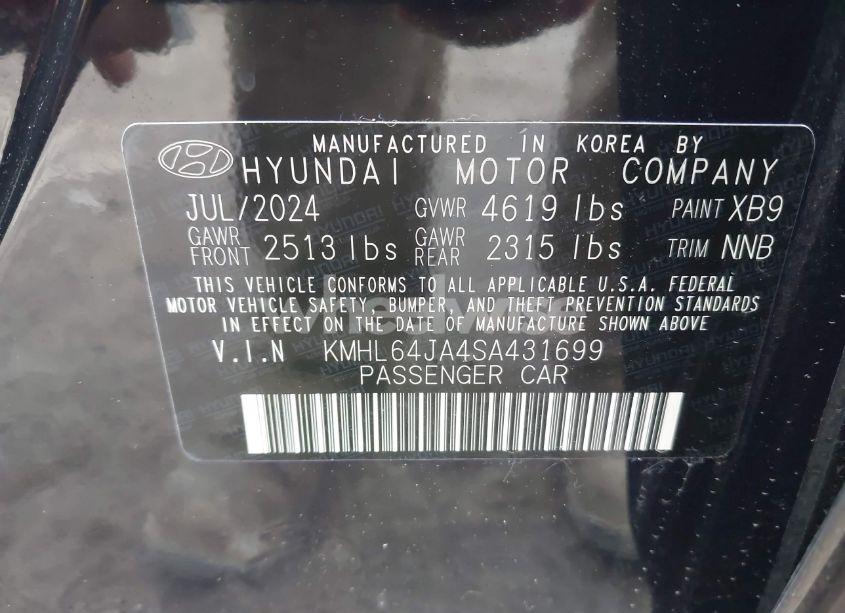 MANUFACTURED IN KOREA BY
HYUNDAI MOTOR COMPANY
JUL/2024 GVWR 4619 lbs PAINT XB9
GAWR FRONT 2513 lbs GAWR REAR 2315 lbs TRIM NNB
THIS VEHICLE CONFORMS TO ALL APPLICABLE U.S.A. FEDERAL
MOTOR VEHICLE SAFETY, BUMPER, AND THEFT PREVENTION STANDARDS
IN EFFECT ON THE DATE OF MANUFACTURE SHOWN ABOVE
V.I.N KMHL64JA4SA431699
PASSENGER CAR